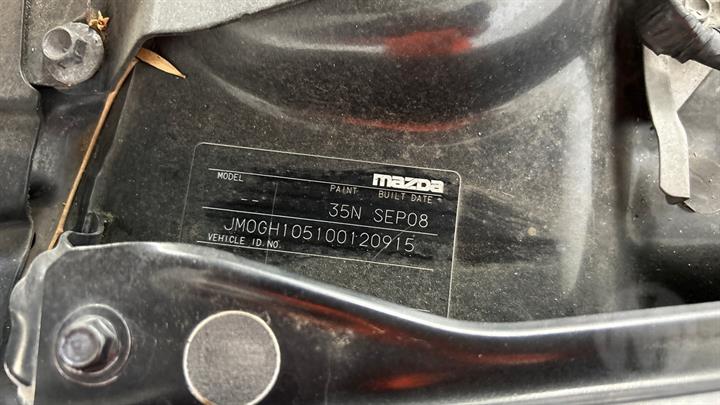 mazda
MODEL PAINT BUILT DATE
-- 35N SEP08
JM0GH105100120915
VEHICLE ID.NO.